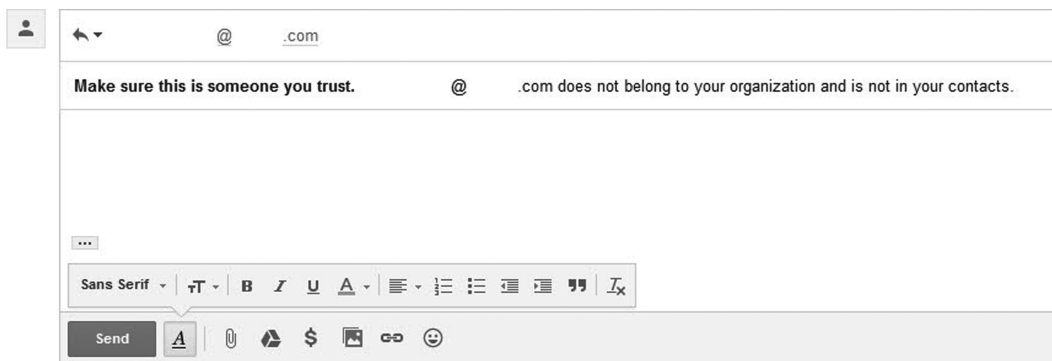 @ .com
Make sure this is someone you trust. @ .com does not belong to your organization and is not in your contacts.
Sans Serif TT B I U A Tx
Send A $